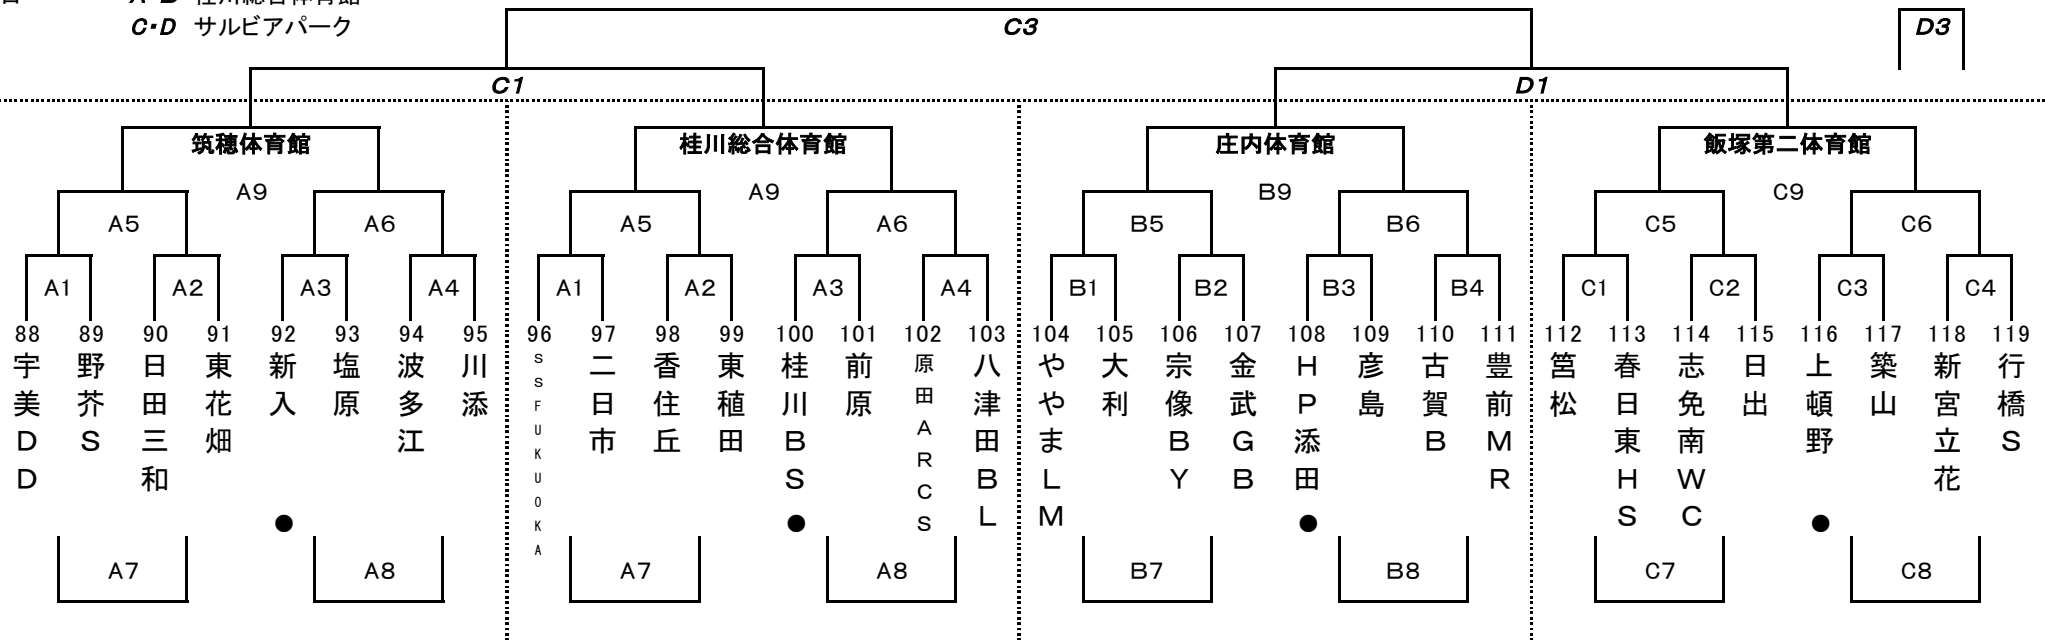 C・D サルビアパーク
C3
D3
C1
D1
筑穂体育館
桂川総合体育館
庄内体育館
飯塚第二体育館
A9
A9
B9
C9
A5
A6
A5
A6
B5
B6
C5
C6
A1
A2
A3
A4
A1
A2
A3
A4
B1
B2
B3
B4
C1
C2
C3
C4
88
宇美DD
89
野芥S
90
日田三和
91
東花畑
92
新入
93
塩原
94
波多江
95
川添
96
SSFUKUOKA
97
二日市
98
香住丘
99
東稙田
100
桂川BS
101
前原
102
原田ARCS
103
八津田BL
104
ややまLM
105
大利
106
宗像BY
107
金武GB
108
HP添田
109
彦島
110
古賀B
111
豊前MR
112
筥松
113
春日東HS
114
志免南WC
115
日出
116
上頓野
117
築山
118
新宮立花
119
行橋S
●
●
●
●
A7
A8
A7
A8
B7
B8
C7
C8